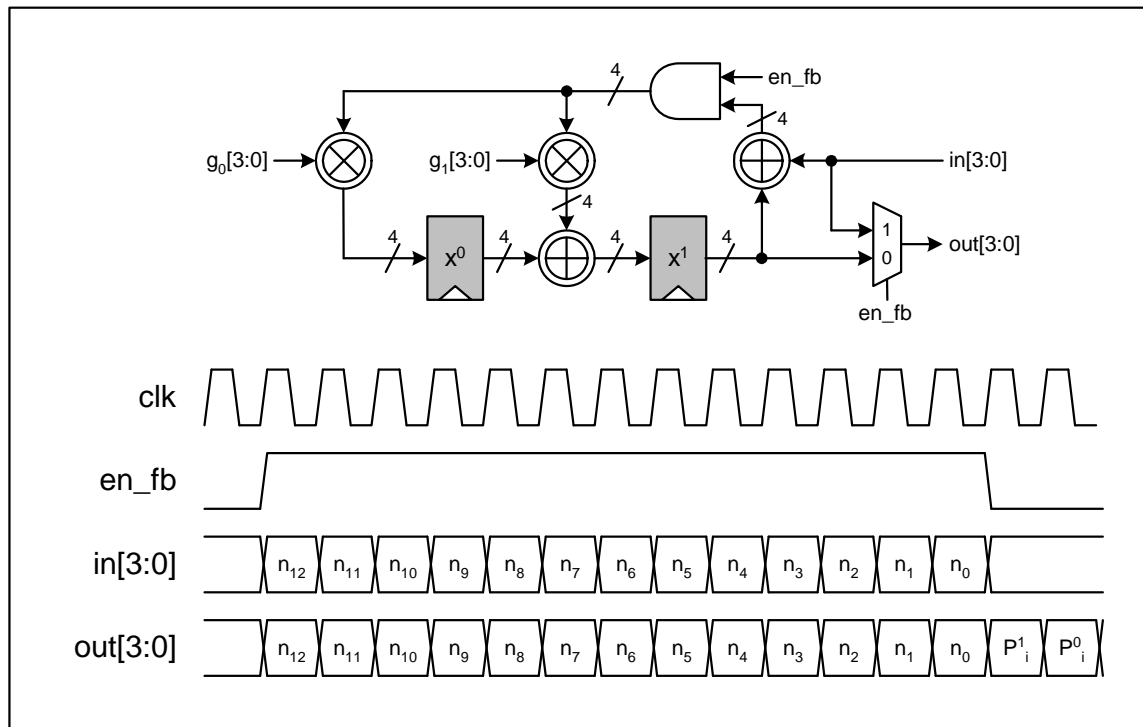 4
en_fb
4
g0[3:0]
g1[3:0]
in[3:0]
4
4
x0
4
4
x1
4
1
0
out[3:0]
en_fb
clk
en_fb
in[3:0] n12 n11 n10 n9 n8 n7 n6 n5 n4 n3 n2 n1 n0
out[3:0] n12 n11 n10 n9 n8 n7 n6 n5 n4 n3 n2 n1 n0 P1i P0i